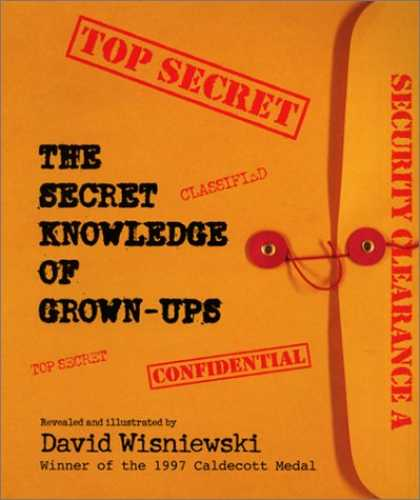 TOP SECRET
THE
SECRET
KNOWLEDGE
OF
GROWN-UPS
CLASSIFIED
TOP SECRET
CONFIDENTIAL
Revealed and illustrated by
David Wisniewski
Winner of the 1997 Caldecott Medal
SECURITY CLEARANCE A